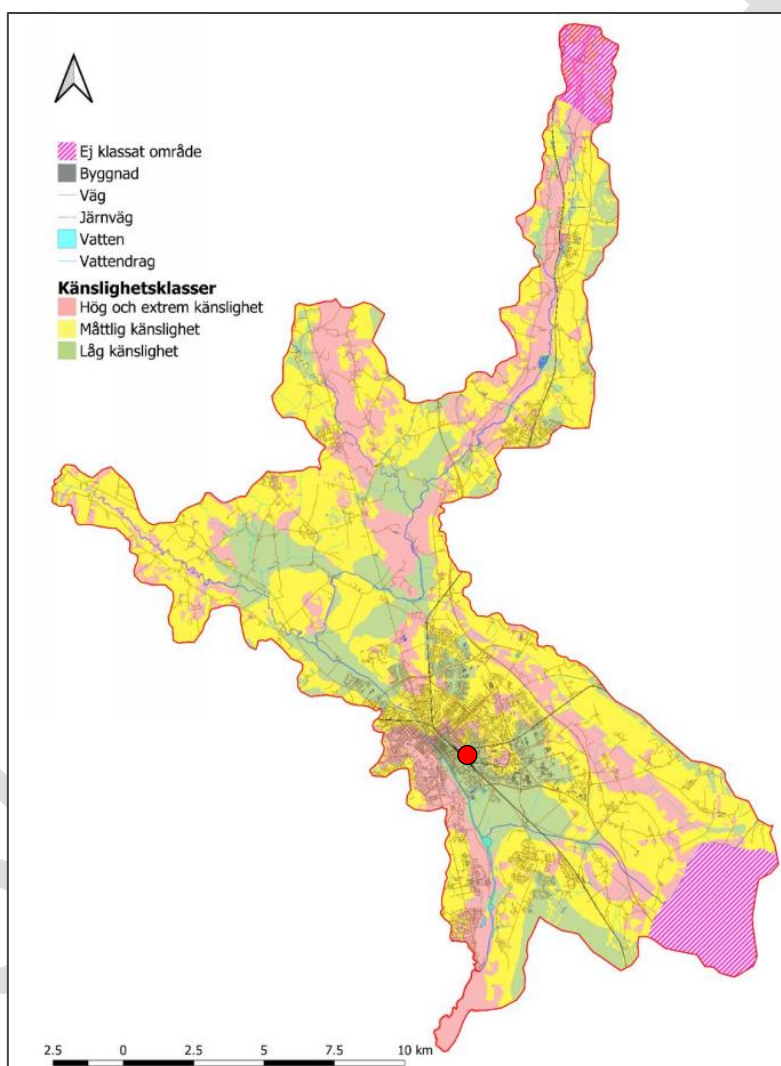 Ej klassat område
Byggnad
Väg
Järnväg
Vatten
Vattendrag
Känslighetsklasser
Hög och extrem känslighet
Måttlig känslighet
Låg känslighet
2.5 0 2.5 5 7.5 10 km